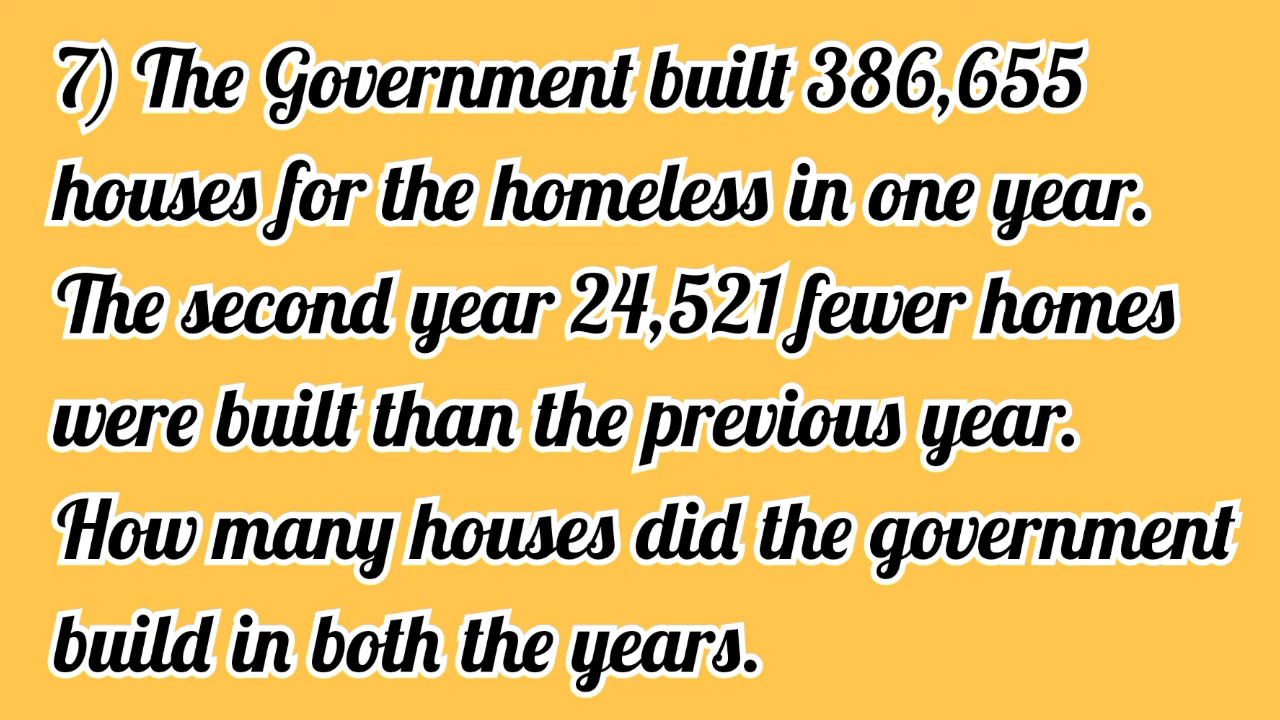 7) The Government built 386,655
houses for the homeless in one year.
The second year 24,521 fewer homes
were built than the previous year.
How many houses did the government
build in both the years.